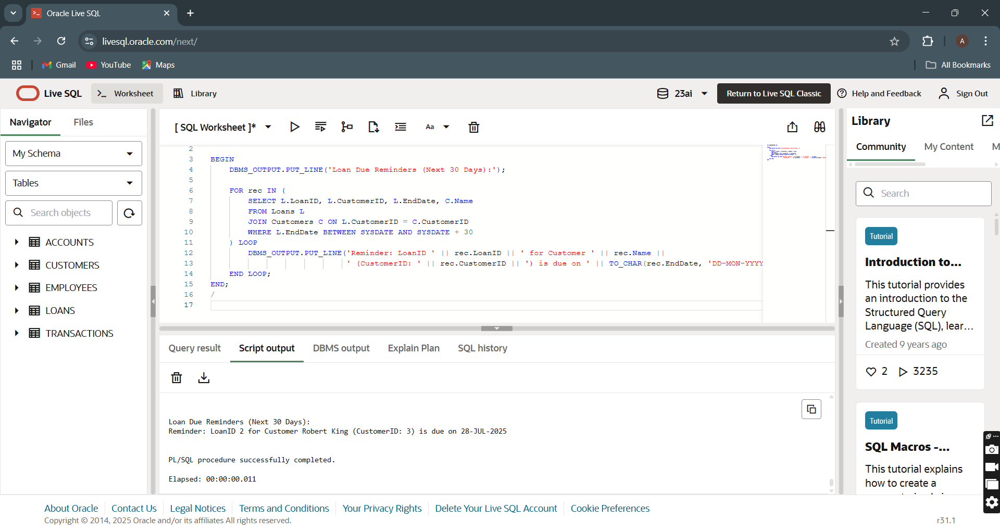 Oracle Live SQL
livesql.oracle.com/next/
A
Gmail
YouTube
Maps
All Bookmarks
Live SQL
Worksheet
Library
23ai
Return to Live SQL Classic
Help and Feedback
Sign Out
Navigator
Files
My Schema
Tables
Search objects
ACCOUNTS
CUSTOMERS
EMPLOYEES
LOANS
TRANSACTIONS
[ SQL Worksheet ]*
Aa
2
3 BEGIN
4 DBMS_OUTPUT.PUT_LINE('Loan Due Reminders (Next 30 Days):');
5
6 FOR rec IN (
7 SELECT L.LoanID, L.CustomerID, L.EndDate, C.Name
8 FROM Loans L
9 JOIN Customers C ON L.CustomerID = C.CustomerID
10 WHERE L.EndDate BETWEEN SYSDATE AND SYSDATE + 30
11 ) LOOP
12 DBMS_OUTPUT.PUT_LINE('Reminder: LoanID ' || rec.LoanID || ' for Customer ' || rec.Name ||
13 ' (CustomerID: ' || rec.CustomerID || ') is due on ' || TO_CHAR(rec.EndDate, 'DD-MON-YYYY
14 END LOOP;
15 END;
16 /
17
Query result
Script output
DBMS output
Explain Plan
SQL history
Loan Due Reminders (Next 30 Days):
Reminder: LoanID 2 for Customer Robert King (CustomerID: 3) is due on 28-JUL-2025
PL/SQL procedure successfully completed.
Elapsed: 00:00:00.011
Library
Community
My Content
M
Search
Tutorial
Introduction to...
This tutorial provides
an introduction to the
Structured Query
Language (SQL), lear...
Created 9 years ago
2
3235
Tutorial
SQL Macros -...
This tutorial explains
how to create a
About Oracle
Contact Us
Legal Notices
Terms and Conditions
Your Privacy Rights
Delete Your Live SQL Account
Cookie Preferences
Copyright © 2014, 2025 Oracle and/or its affiliates All rights reserved.
r31.1